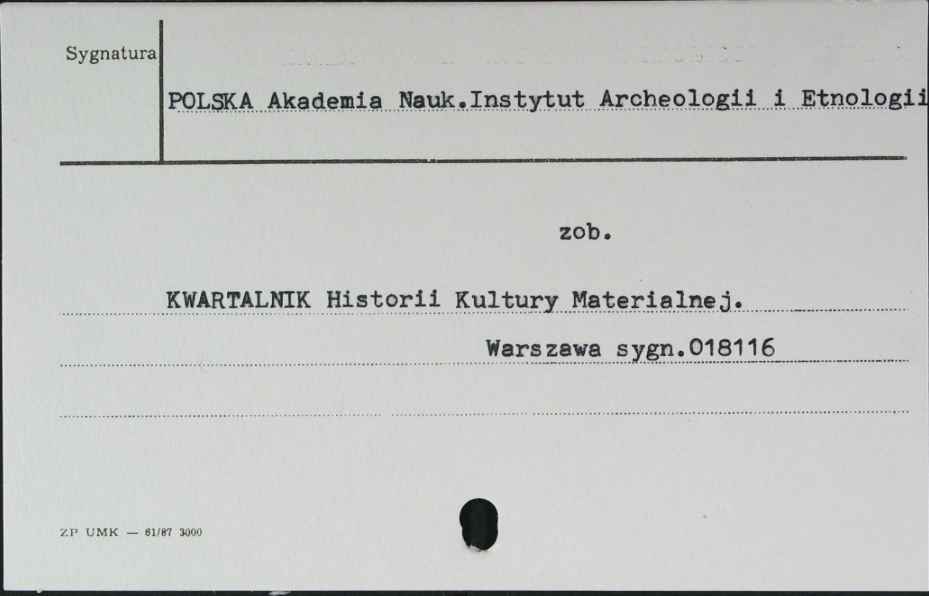 Sygnatura
POLSKA Akademia Nauk.Instytut Archeologii i Etnologii
zob.
KWARTALNIK Historii Kultury Materialnej.
Warszawa sygn.018116
ZP UMK — 61/87 3000